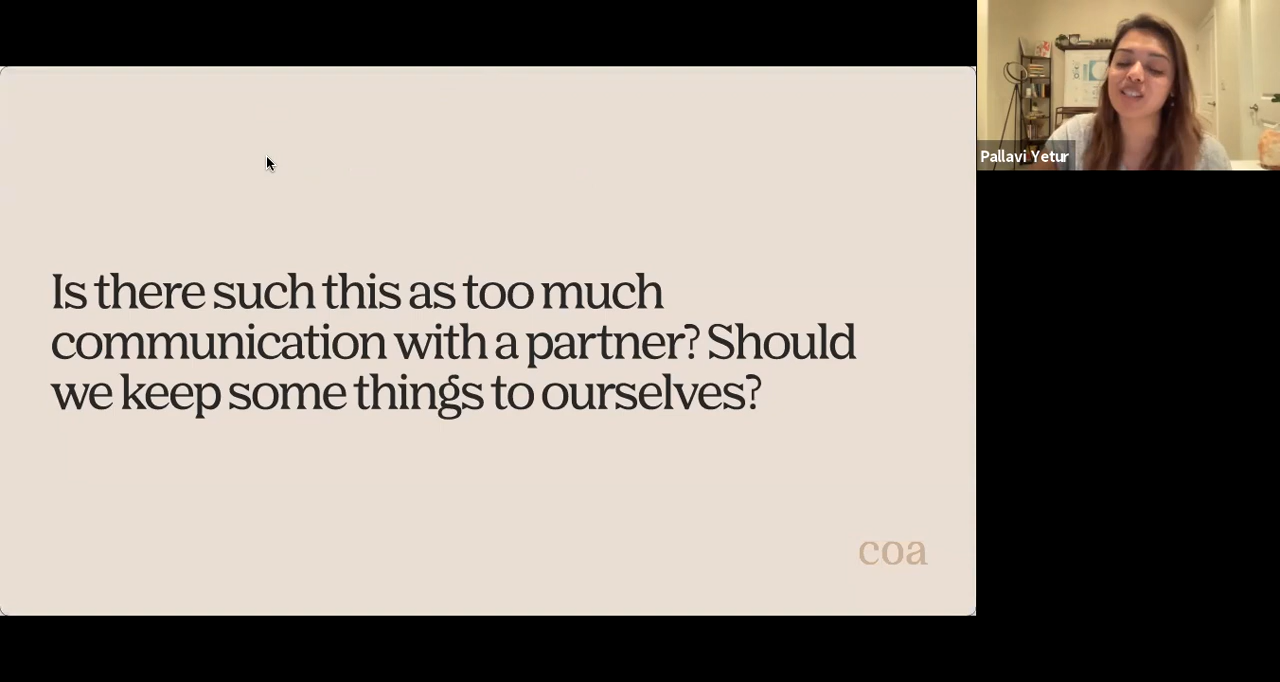 Is there such this as too much
communication with a partner? Should
we keep some things to ourselves?
coa
Pallavi Yetur